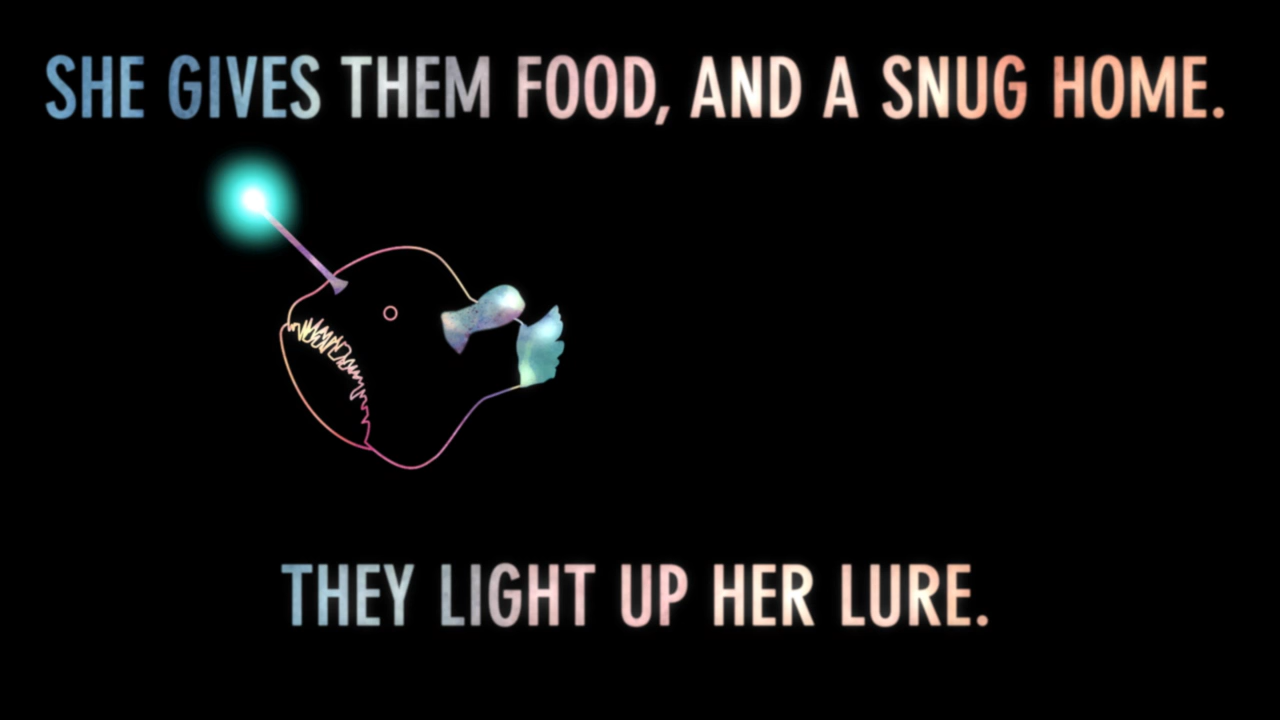 SHE GIVES THEM FOOD, AND A SNUG HOME.
THEY LIGHT UP HER LURE.